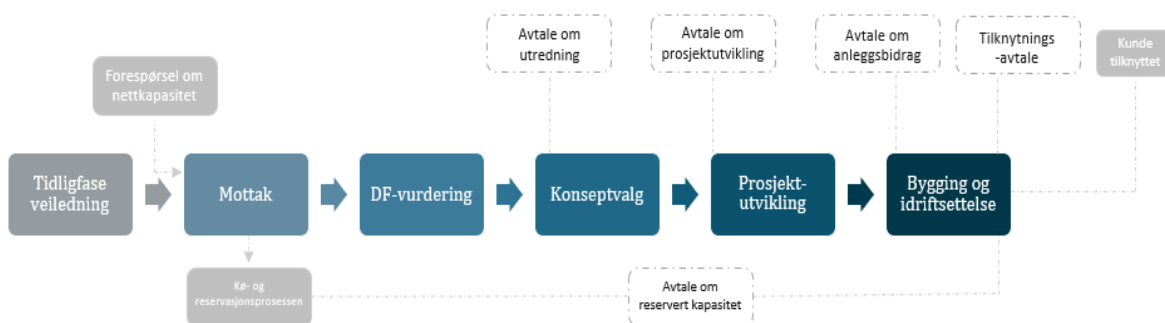 Avtale om
utredning
Avtale om
prosjektutvikling
Avtale om
anleggsbidrag
Tilknytnings
-avtale
Kunde
tilknyttet
Forespørsel om
nettkapasitet
Tidligfase
veiledning
Mottak
DF-vurdering
Konseptvalg
Prosjekt-
utvikling
Bygging og
idriftsettelse
Kø- og
reservasjonsprosessen
Avtale om
reservert kapasitet